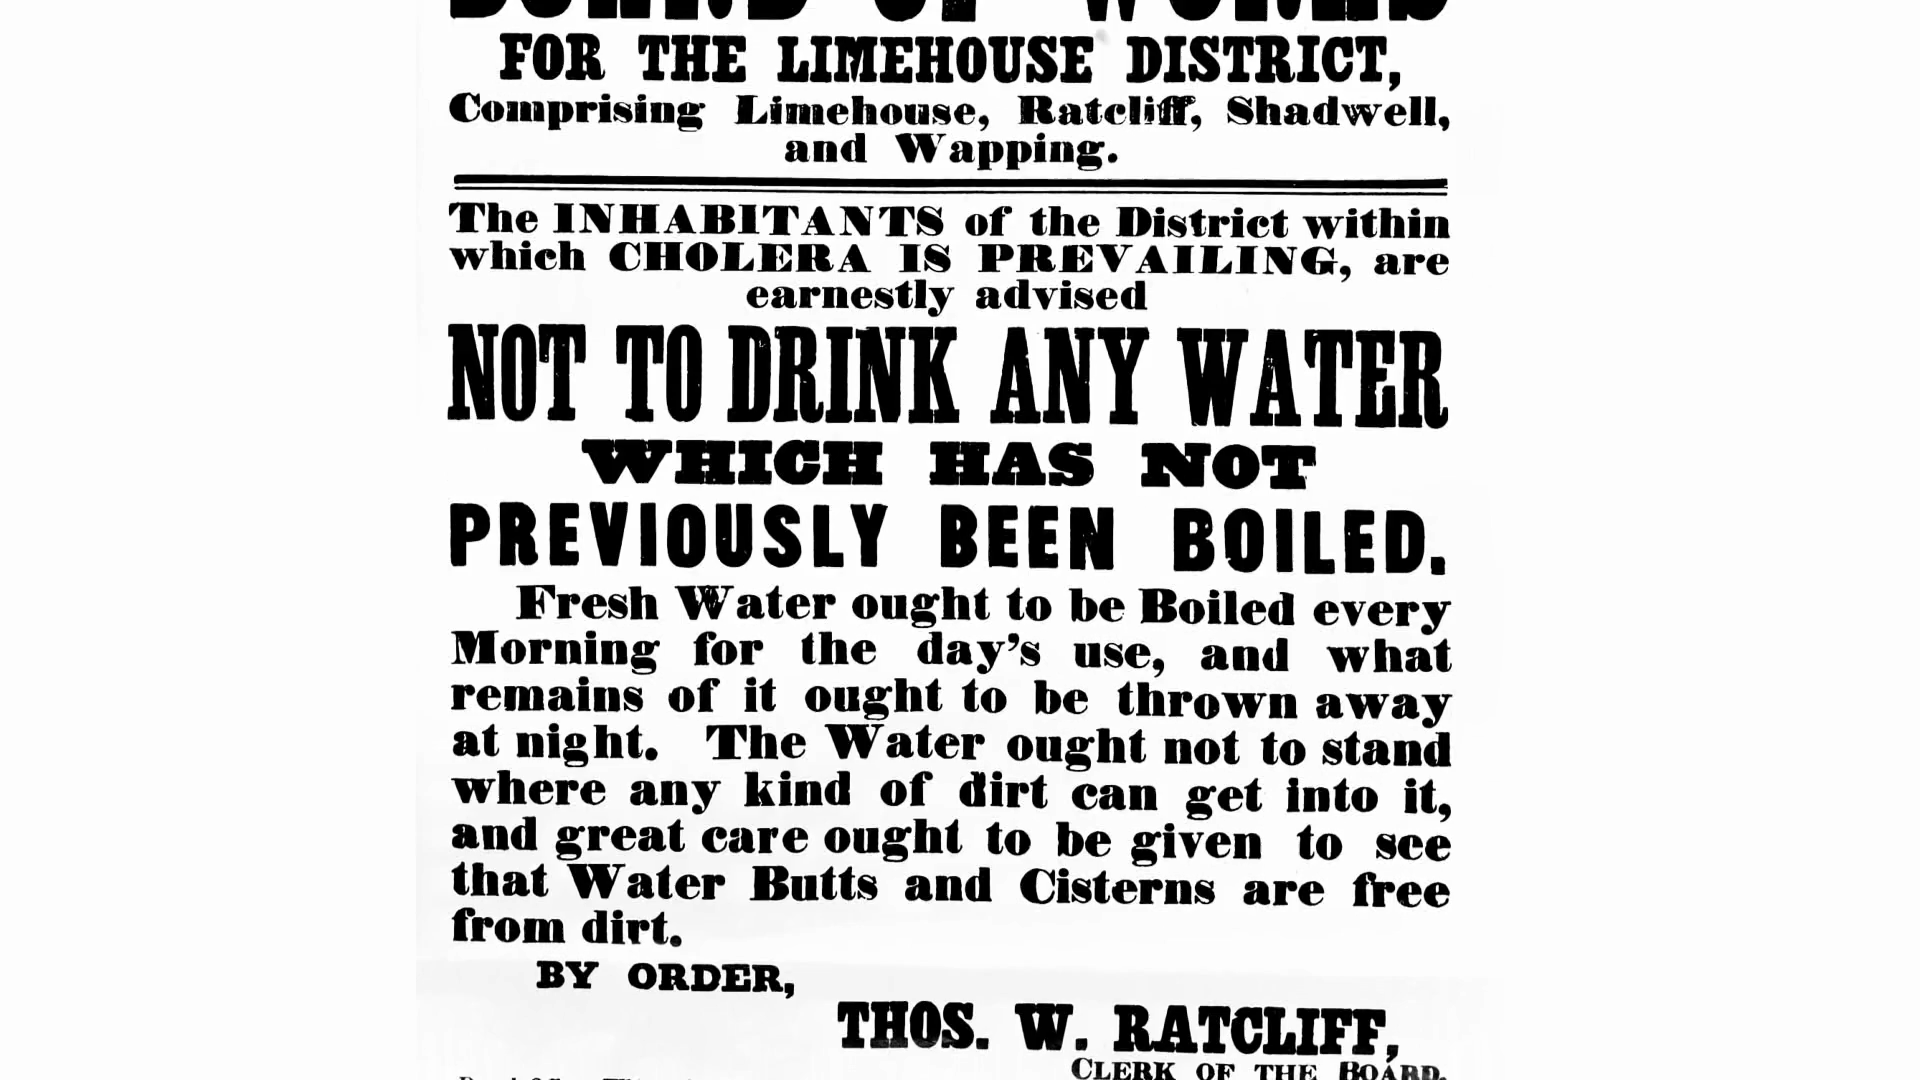 BOARD OF WORKS
FOR THE LIMEHOUSE DISTRICT,
Comprising Limehouse, Ratcliff, Shadwell,
and Wapping.
The INHABITANTS of the District within
which CHOLERA IS PREVAILING, are
earnestly advised
NOT TO DRINK ANY WATER
WHICH HAS NOT
PREVIOUSLY BEEN BOILED.
Fresh Water ought to be Boiled every
Morning for the day's use, and what
remains of it ought to be thrown away
at night. The Water ought not to stand
where any kind of dirt can get into it,
and great care ought to be given to see
that Water Butts and Cisterns are free
from dirt.
BY ORDER,
THOS. W. RATCLIFF,
CLERK OF THE BOARD.